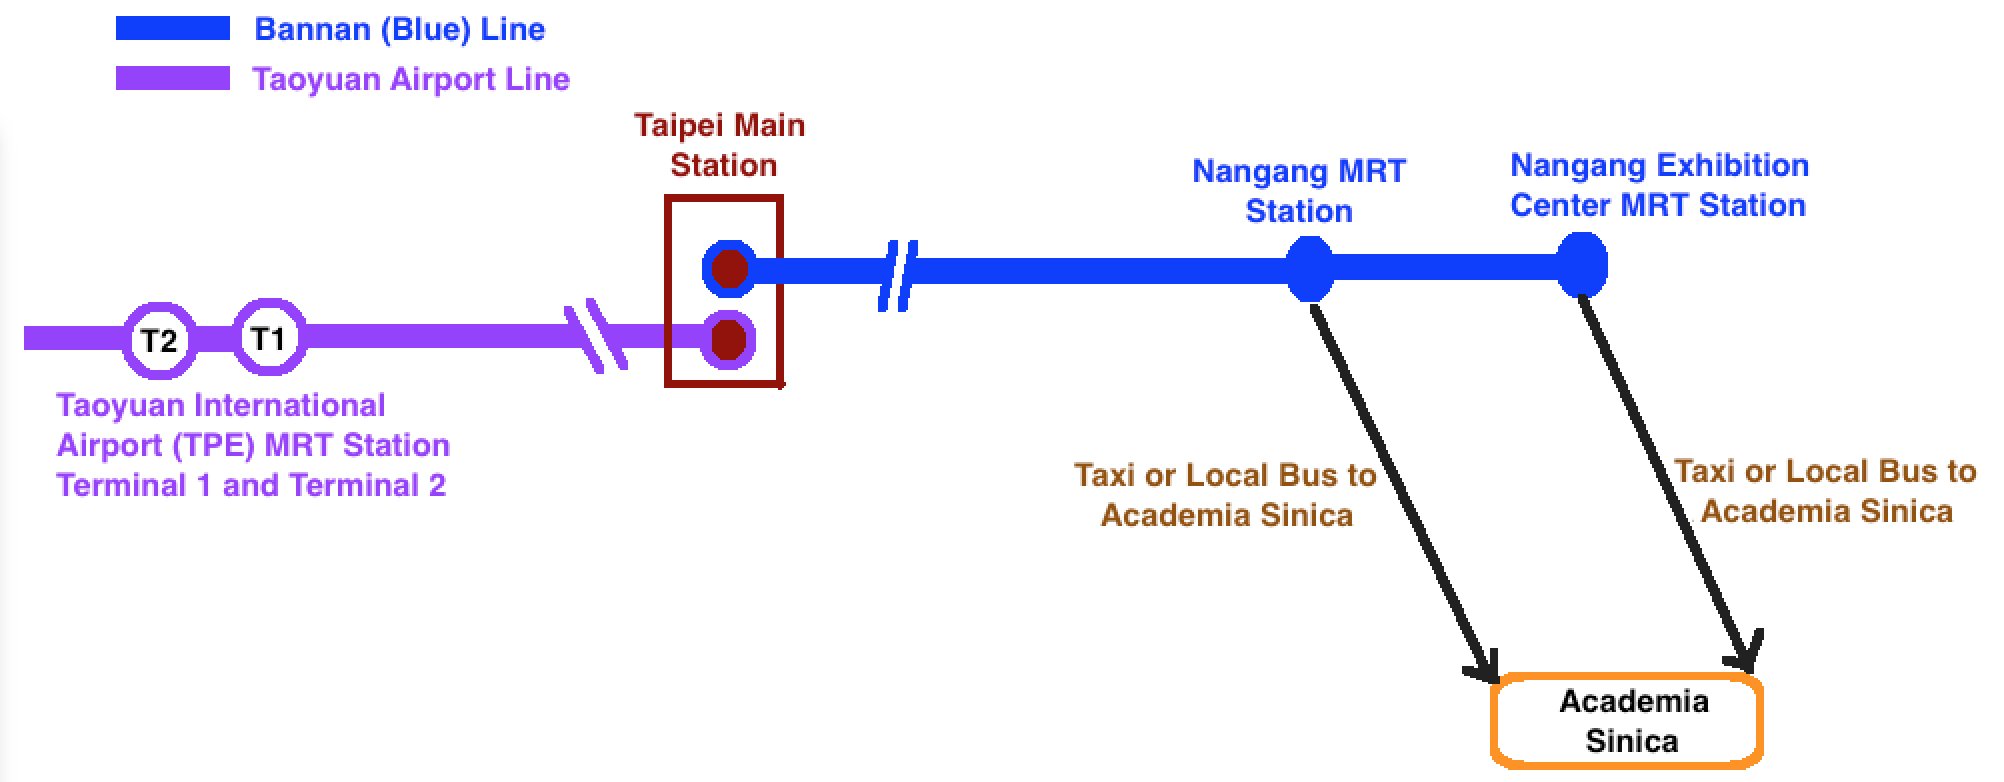 Bannan (Blue) Line
Taoyuan Airport Line
Taipei Main
Station
Nangang MRT
Station
Nangang Exhibition
Center MRT Station
T2
T1
Taoyuan International
Airport (TPE) MRT Station
Terminal 1 and Terminal 2
Taxi or Local Bus to
Academia Sinica
Taxi or Local Bus to
Academia Sinica
Academia
Sinica